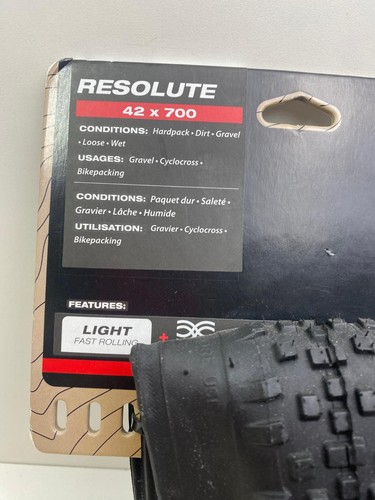 RESOLUTE
42 x 700
CONDITIONS: Hardpack • Dirt • Gravel
• Loose • Wet
USAGES: Gravel • Cyclocross •
Bikepacking
CONDITIONS: Paquet dur • Saleté •
Gravier • Lâche • Humide
UTILISATION: Gravier • Cyclocross •
Bikepacking
FEATURES:
LIGHT +
FAST ROLLING